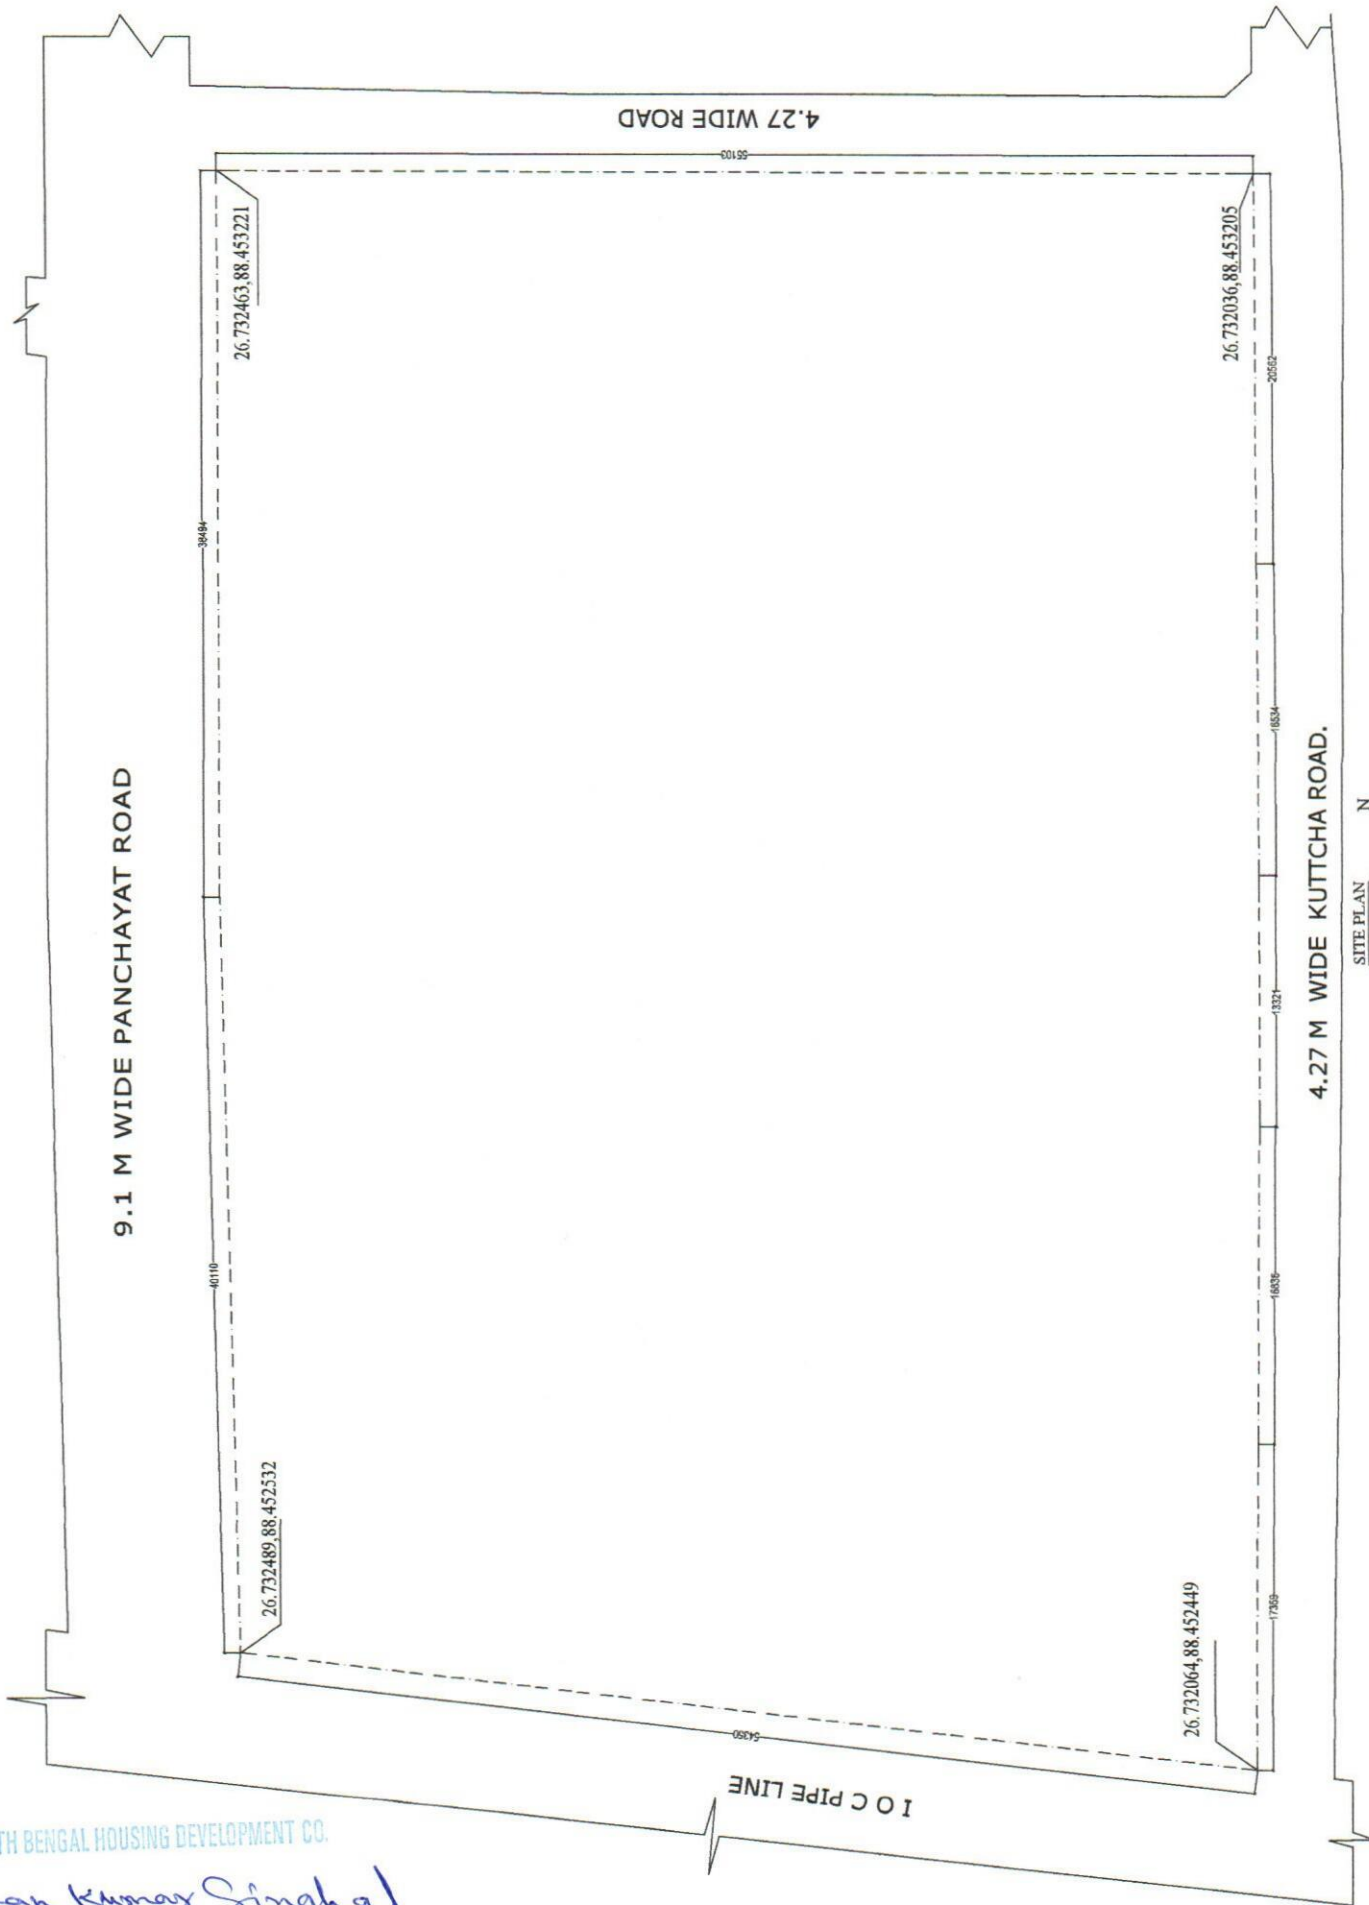 9.1 M WIDE PANCHAYAT ROAD
40110
38494
26.732489,88.452532
26.732463,88.453221
I O C PIPE LINE
54350
55103
4.27 WIDE ROAD
26.732064,88.452449
26.732036,88.453205
17359
16836
13321
16534
20562
4.27 M WIDE KUTTCHA ROAD.
SITE PLAN
N
TH BENGAL HOUSING DEVELOPMENT CO.
Kumar Singhal